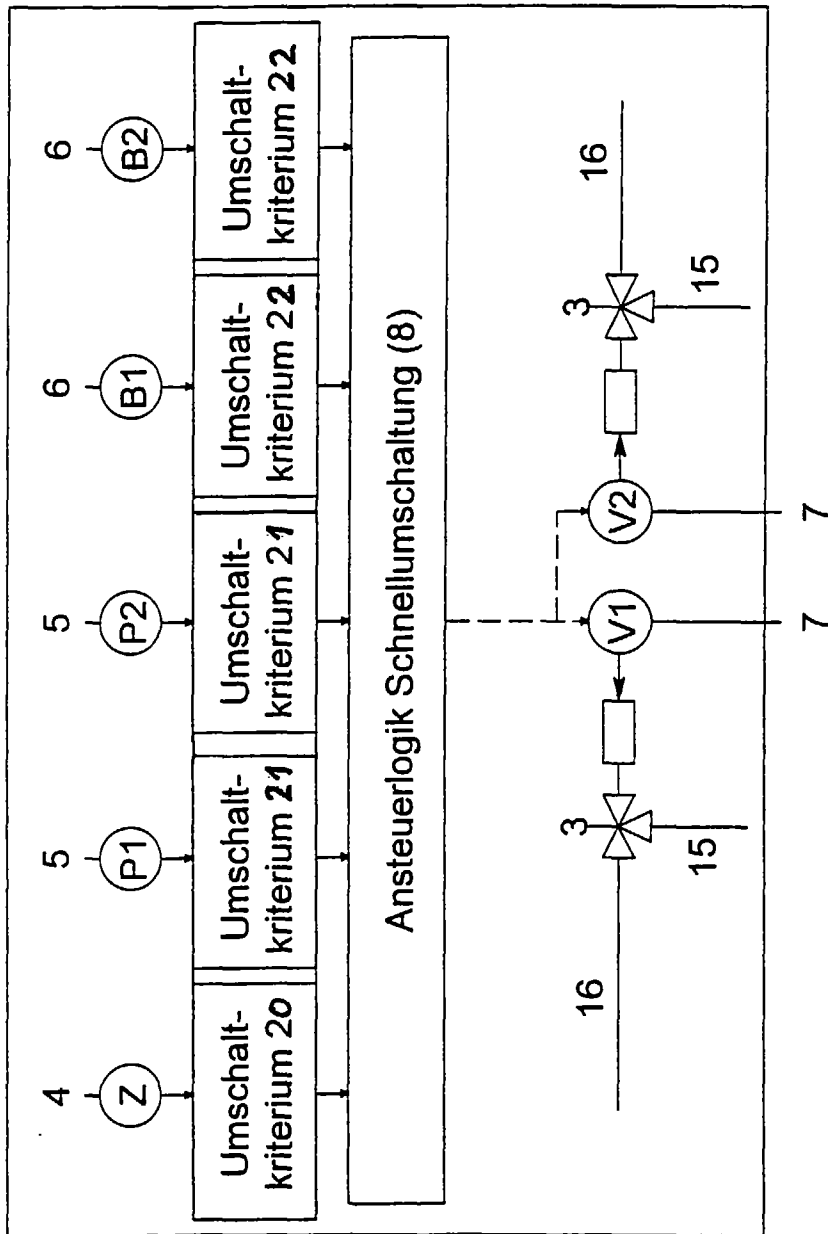 4
5
5
6
6
Z
P1
P2
B1
B2
Umschalt-
kriterium 20
Umschalt-
kriterium 21
Umschalt-
kriterium 21
Umschalt-
kriterium 22
Umschalt-
kriterium 22
Ansteuerlogik Schnellumschaltung (8)
16
3
15
V1
V2
3
15
16
7
7